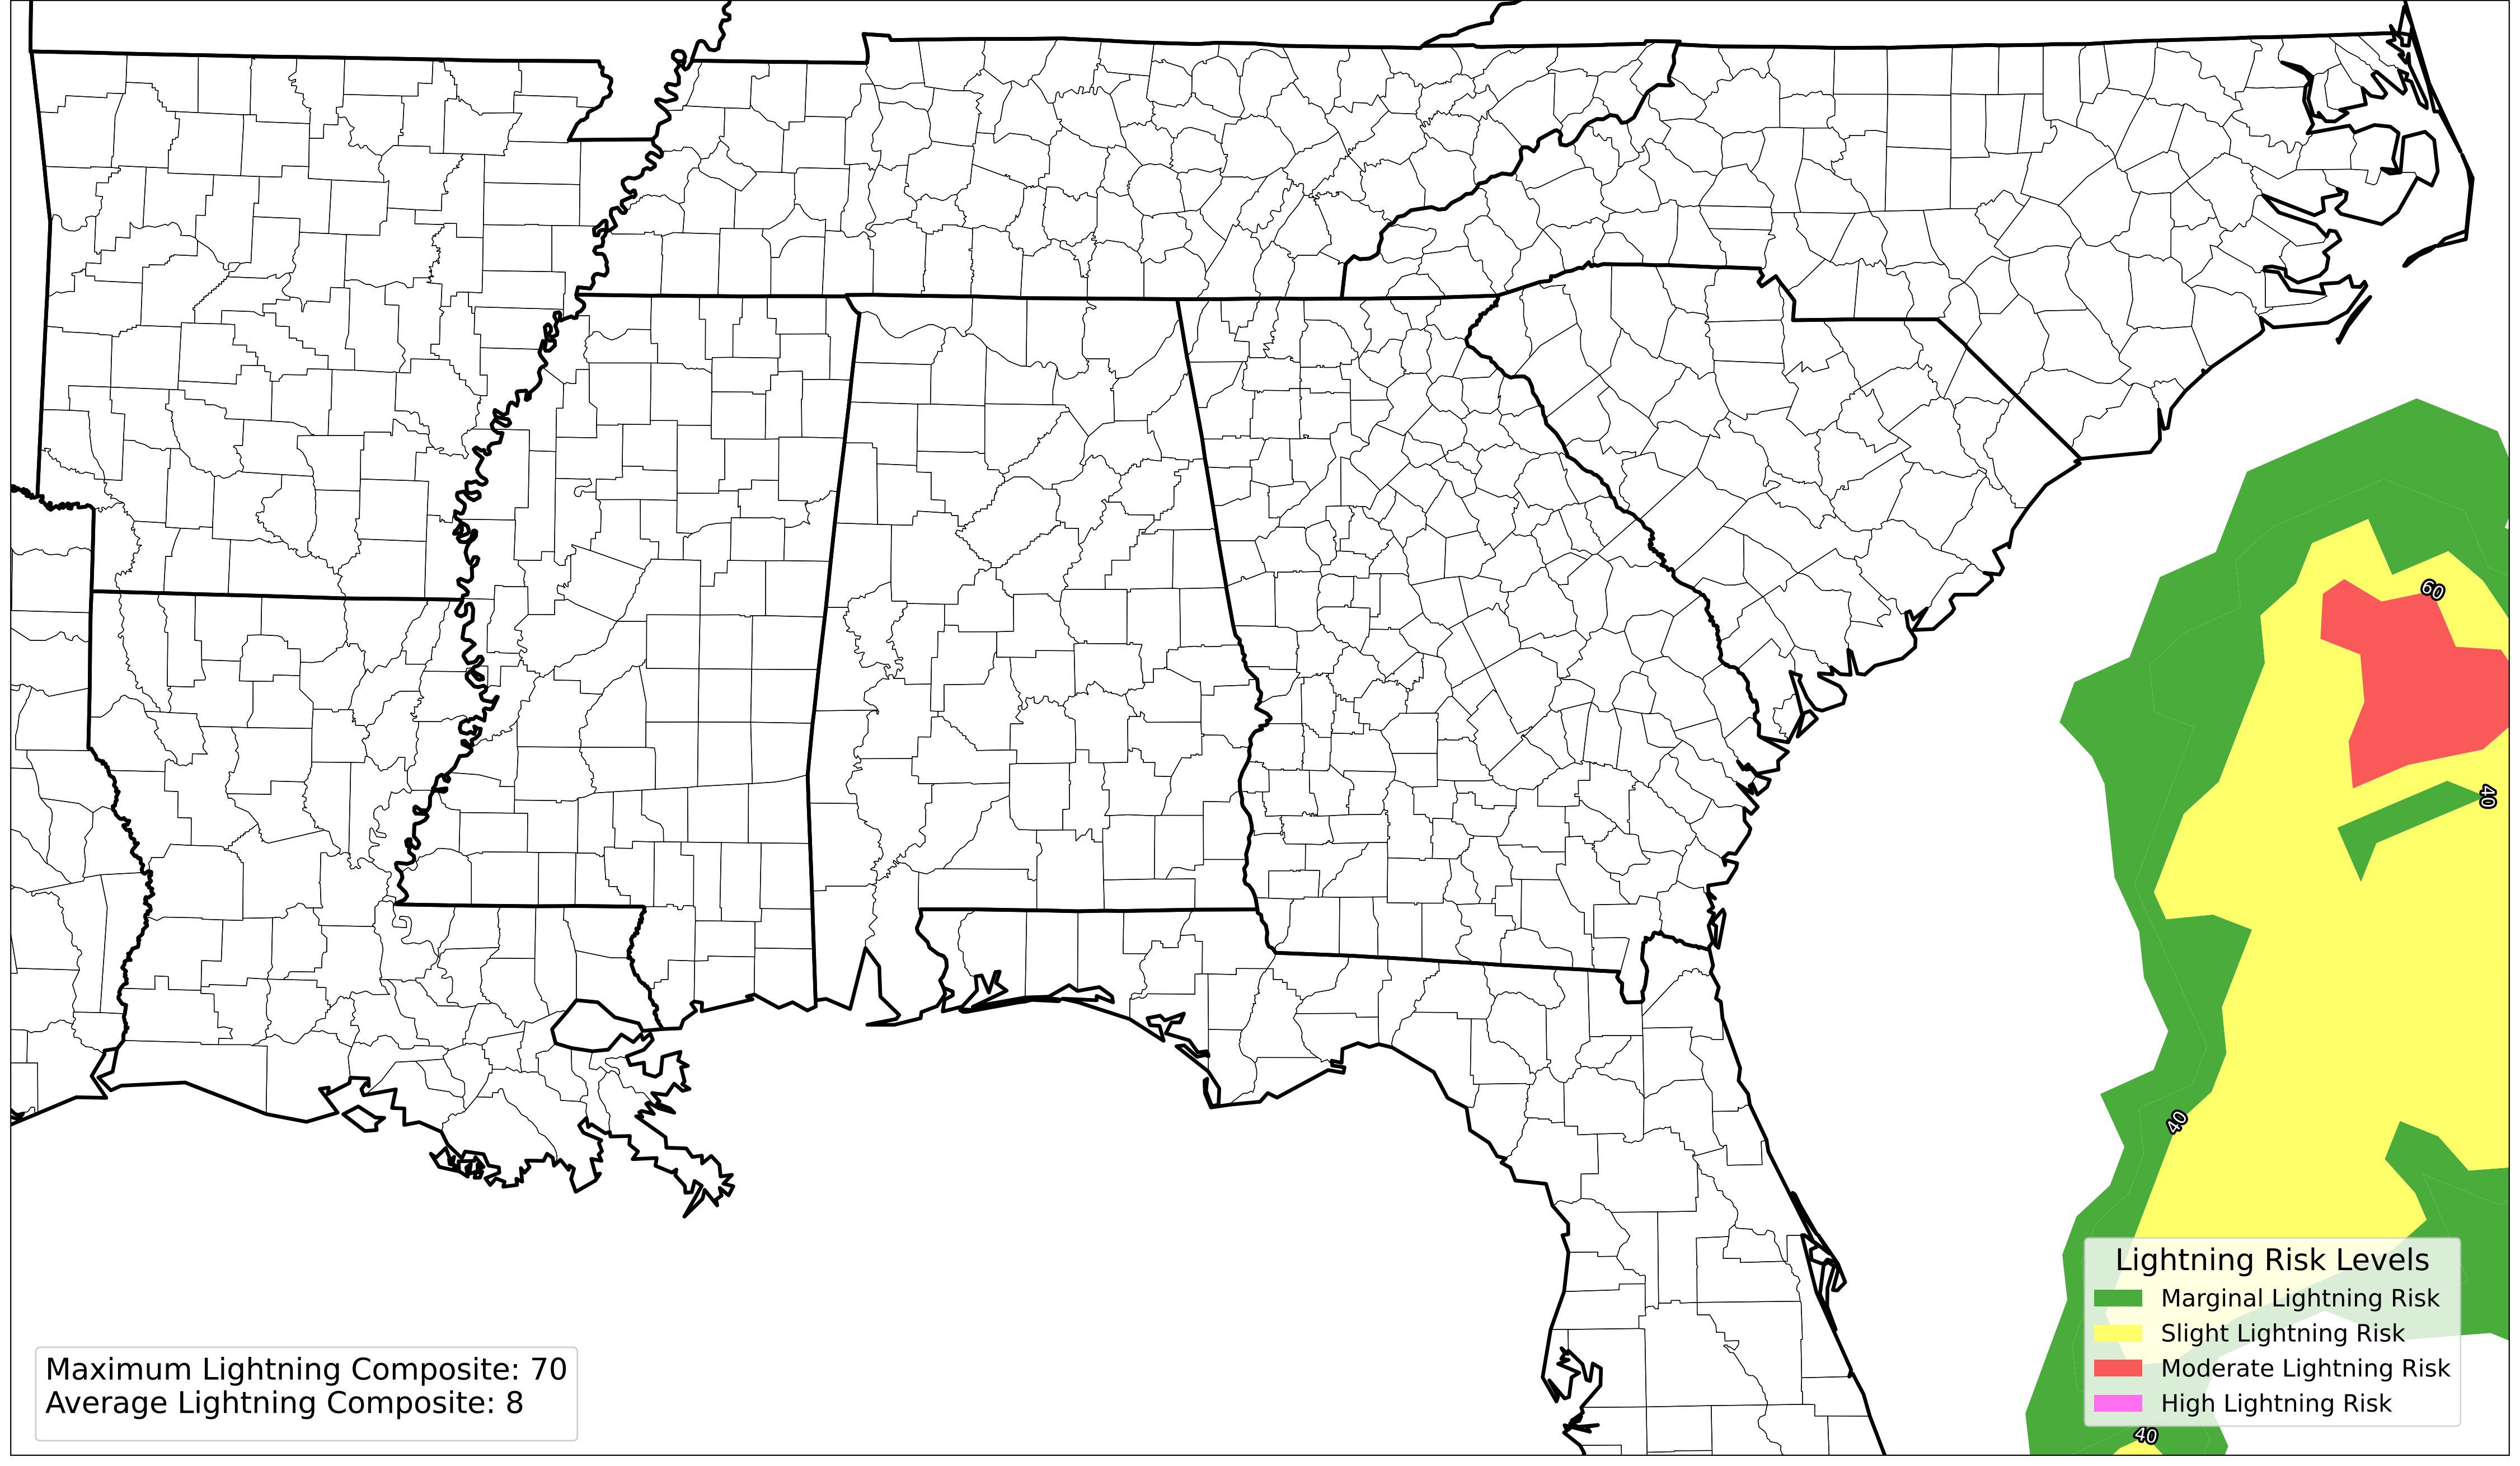 60
40
40
Lightning Risk Levels
Marginal Lightning Risk
Slight Lightning Risk
Moderate Lightning Risk
High Lightning Risk
Maximum Lightning Composite: 70
Average Lightning Composite: 8
40